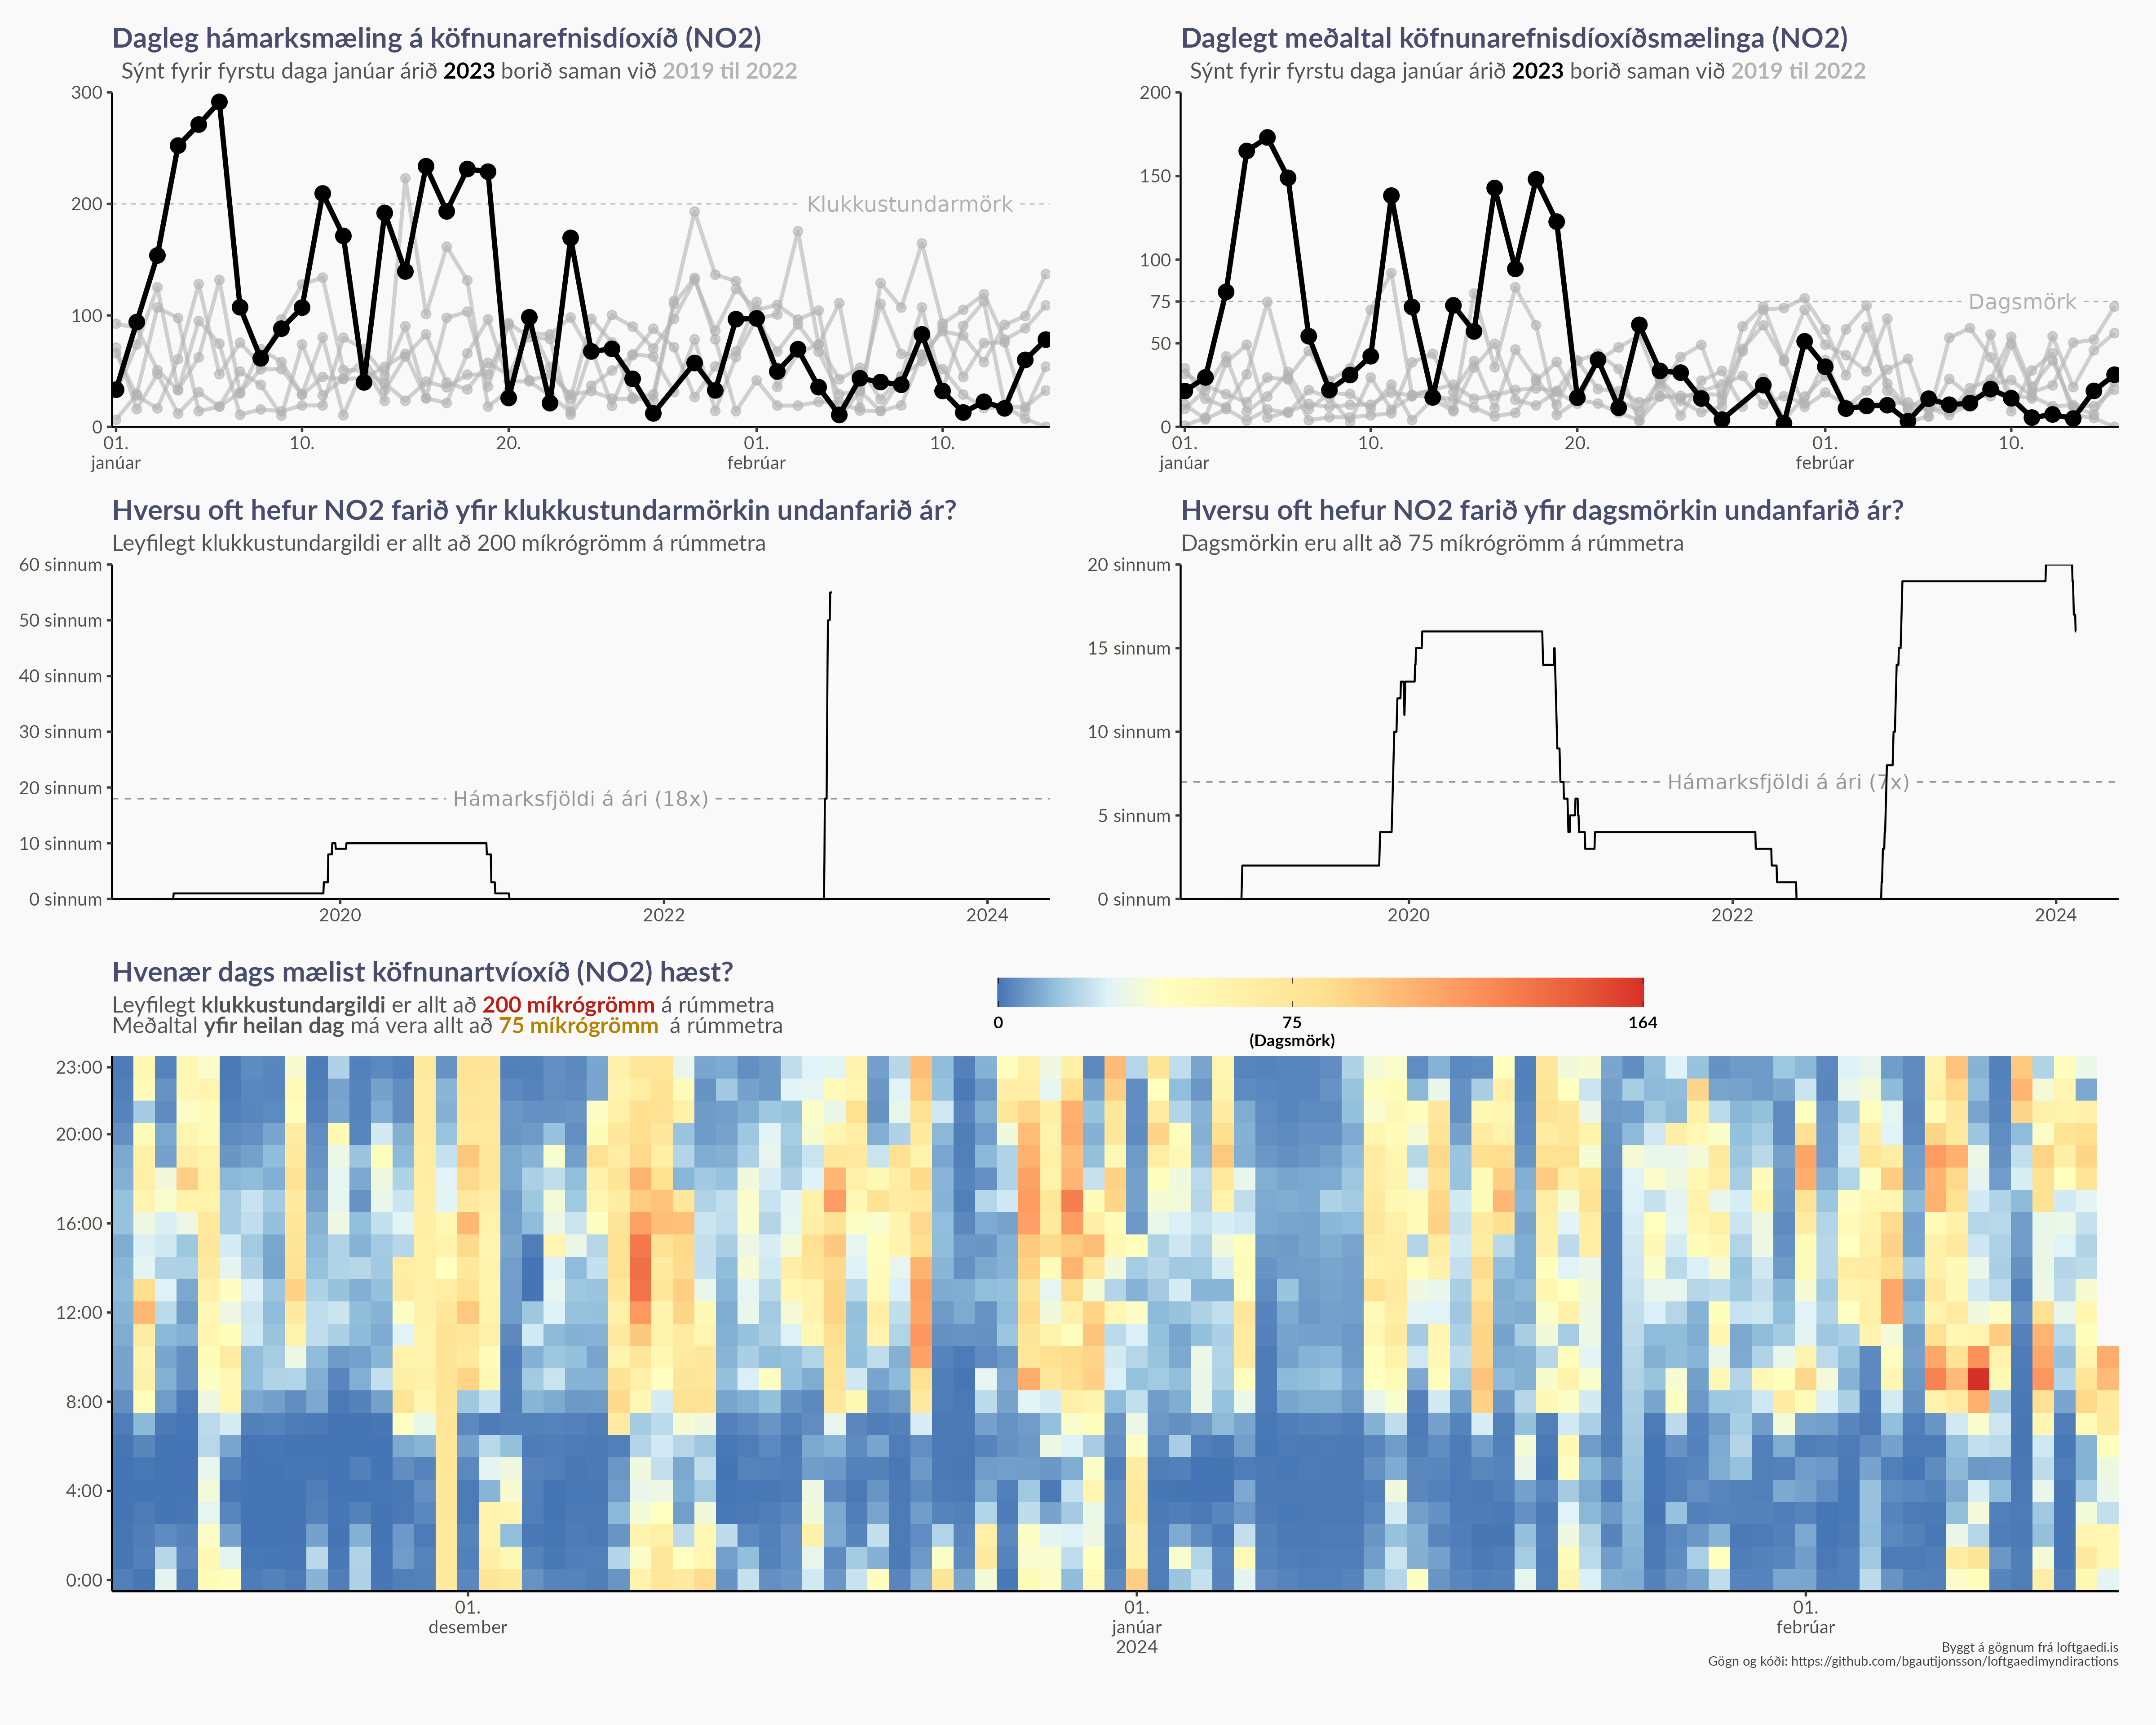 Dagleg hámarksmæling á köfnunarefnisdíoxíð (NO2)
Sýnt fyrir fyrstu daga janúar árið 2023 borið saman við 2019 til 2022
300
200
100
0
Klukkustundarmörk
01.
janúar
10.
20.
01.
febrúar
10.
Daglegt meðaltal köfnunarefnisdíoxíðsmælinga (NO2)
Sýnt fyrir fyrstu daga janúar árið 2023 borið saman við 2019 til 2022
200
150
100
75
50
0
Dagsmörk
01.
janúar
10.
20.
01.
febrúar
10.
Hversu oft hefur NO2 farið yfir klukkustundarmörkin undanfarið ár?
Leyfilegt klukkustundargildi er allt að 200 míkrógrömm á rúmmetra
60 sinnum
50 sinnum
40 sinnum
30 sinnum
20 sinnum
10 sinnum
0 sinnum
Hámarksfjöldi á ári (18x)
2020
2022
2024
Hversu oft hefur NO2 farið yfir dagsmörkin undanfarið ár?
Dagsmörkin eru allt að 75 míkrógrömm á rúmmetra
20 sinnum
15 sinnum
10 sinnum
5 sinnum
0 sinnum
Hámarksfjöldi á ári (7x)
2020
2022
2024
Hvenær dags mælist köfnunartvíoxíð (NO2) hæst?
Leyfilegt klukkustundargildi er allt að 200 míkrógrömm á rúmmetra
Meðaltal yfir heilan dag má vera allt að 75 míkrógrömm á rúmmetra
0
75
(Dagsmörk)
164
23:00
20:00
16:00
12:00
8:00
4:00
0:00
01.
desember
01.
janúar
2024
01.
febrúar
Byggt á gögnum frá loftgaedi.is
Gögn og kóði: https://github.com/bgautijonsson/loftgaedimyndiractions